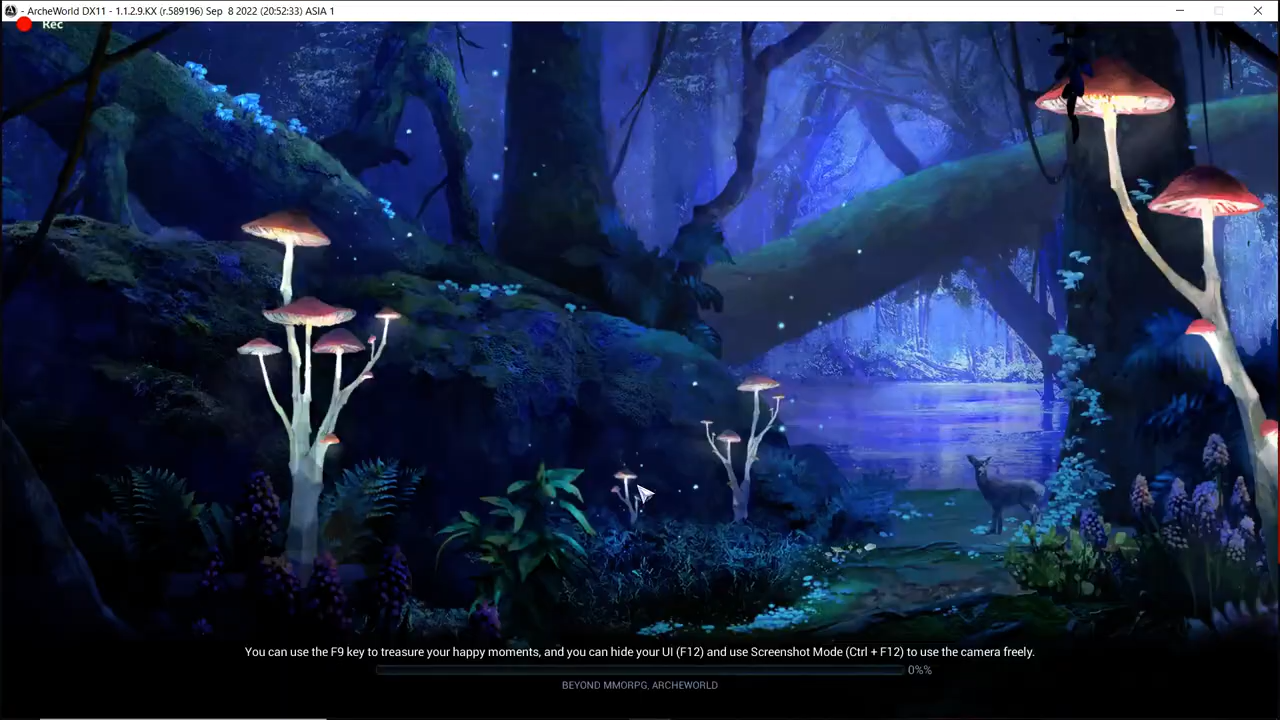 - ArcheWorld DX11 - 1.1.2.9.KX (r.589196) Sep 8 2022 (20:52:33) ASIA 1
Rec
You can use the F9 key to treasure your happy moments, and you can hide your UI (F12) and use Screenshot Mode (Ctrl + F12) to use the camera freely.
0%%
BEYOND MMORPG, ARCHEWORLD